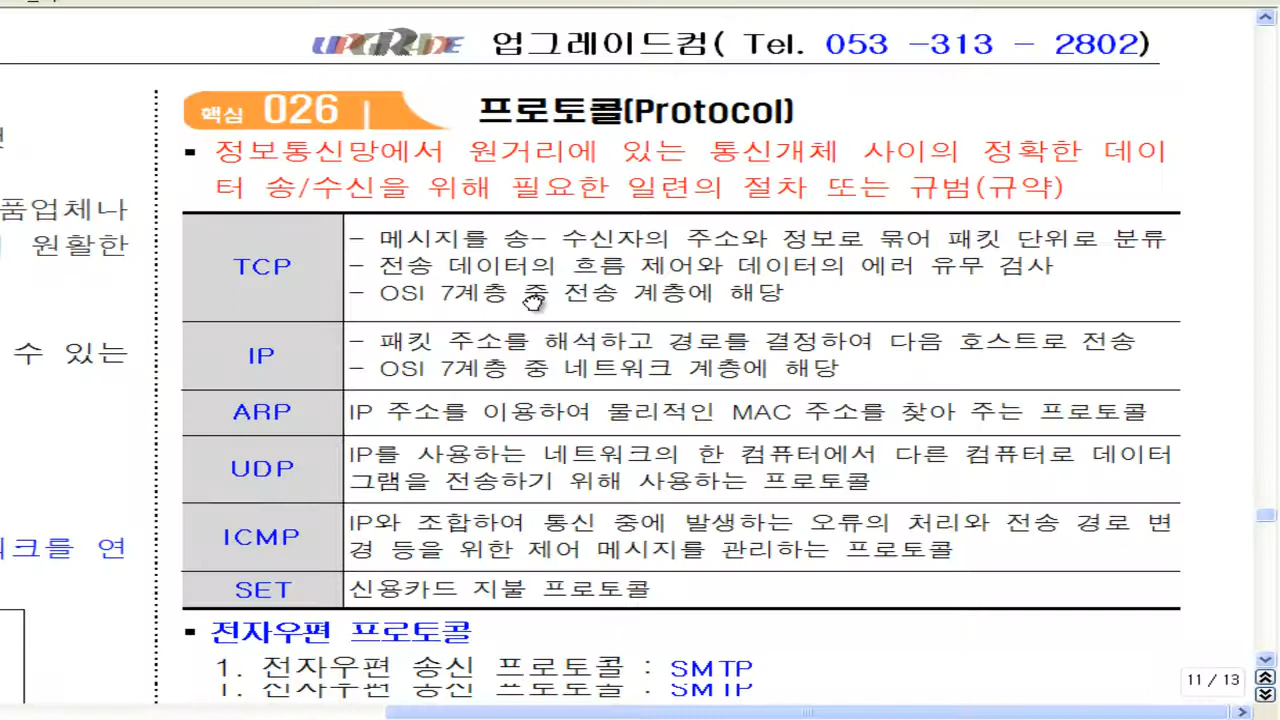 UPGRADE 업그레이드컴( Tel. 053 -313 - 2802)
핵심 026 프로토콜(Protocol)
▪ 정보통신망에서 원거리에 있는 통신개체 사이의 정확한 데이
터 송/수신을 위해 필요한 일련의 절차 또는 규범(규약)
TCP
- 메시지를 송- 수신자의 주소와 정보로 묶어 패킷 단위로 분류
- 전송 데이터의 흐름 제어와 데이터의 에러 유무 검사
- OSI 7계층 중 전송 계층에 해당
IP
- 패킷 주소를 해석하고 경로를 결정하여 다음 호스트로 전송
- OSI 7계층 중 네트워크 계층에 해당
ARP
IP 주소를 이용하여 물리적인 MAC 주소를 찾아 주는 프로토콜
UDP
IP를 사용하는 네트워크의 한 컴퓨터에서 다른 컴퓨터로 데이터
그램을 전송하기 위해 사용하는 프로토콜
ICMP
IP와 조합하여 통신 중에 발생하는 오류의 처리와 전송 경로 변
경 등을 위한 제어 메시지를 관리하는 프로토콜
SET
신용카드 지불 프로토콜
▪ 전자우편 프로토콜
1. 전자우편 송신 프로토콜 : SMTP
1. 전자우편 송신 프로토콜 : SMTP
품업체나
원활한
수 있는
크를 연
11 / 13